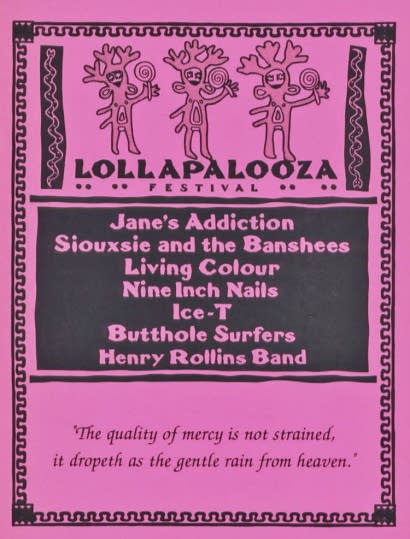 LOLLAPALOOZA
FESTIVAL
Jane's Addiction
Siouxsie and the Banshees
Living Colour
Nine Inch Nails
Ice-T
Butthole Surfers
Henry Rollins Band
"The quality of mercy is not strained,
it dropeth as the gentle rain from heaven."